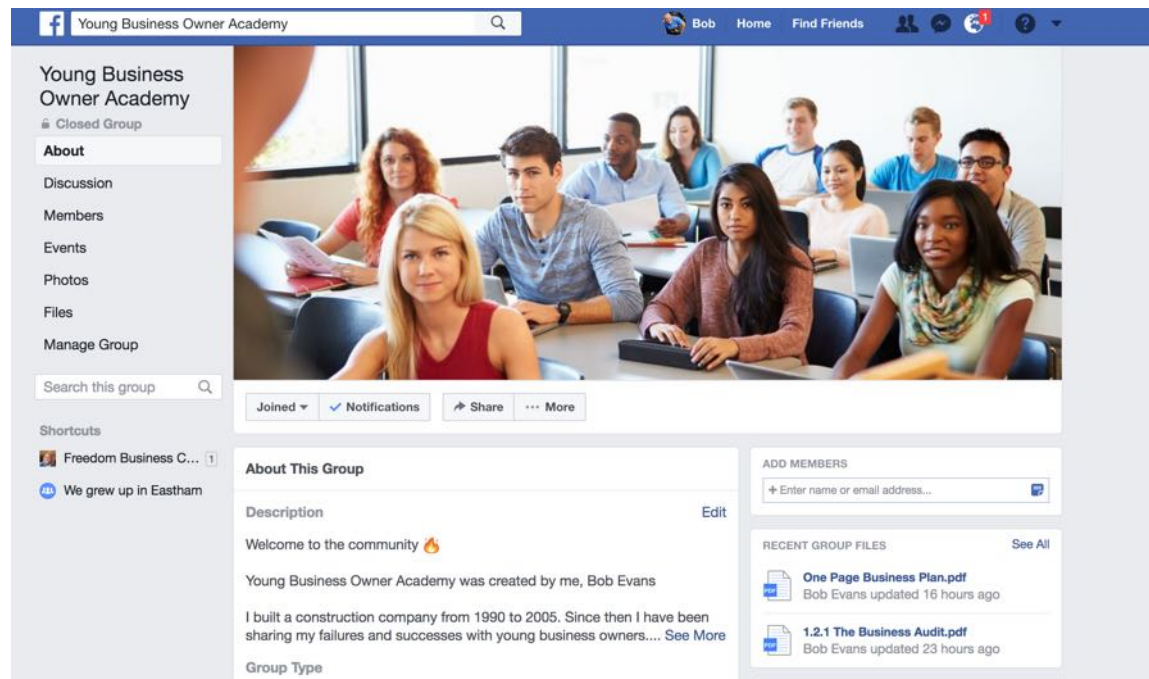 f Young Business Owner Academy
Bob Home Find Friends 1 ?
Young Business
Owner Academy
Closed Group
About
Discussion
Members
Events
Photos
Files
Manage Group
Search this group
Shortcuts
Freedom Business C... 1
We grew up in Eastham
Joined Notifications Share ··· More
About This Group
Description Edit
Welcome to the community 🔥
Young Business Owner Academy was created by me, Bob Evans
I built a construction company from 1990 to 2005. Since then I have been
sharing my failures and successes with young business owners.... See More
Group Type
ADD MEMBERS
+ Enter name or email address...
RECENT GROUP FILES See All
PDF One Page Business Plan.pdf
Bob Evans updated 16 hours ago
PDF 1.2.1 The Business Audit.pdf
Bob Evans updated 23 hours ago